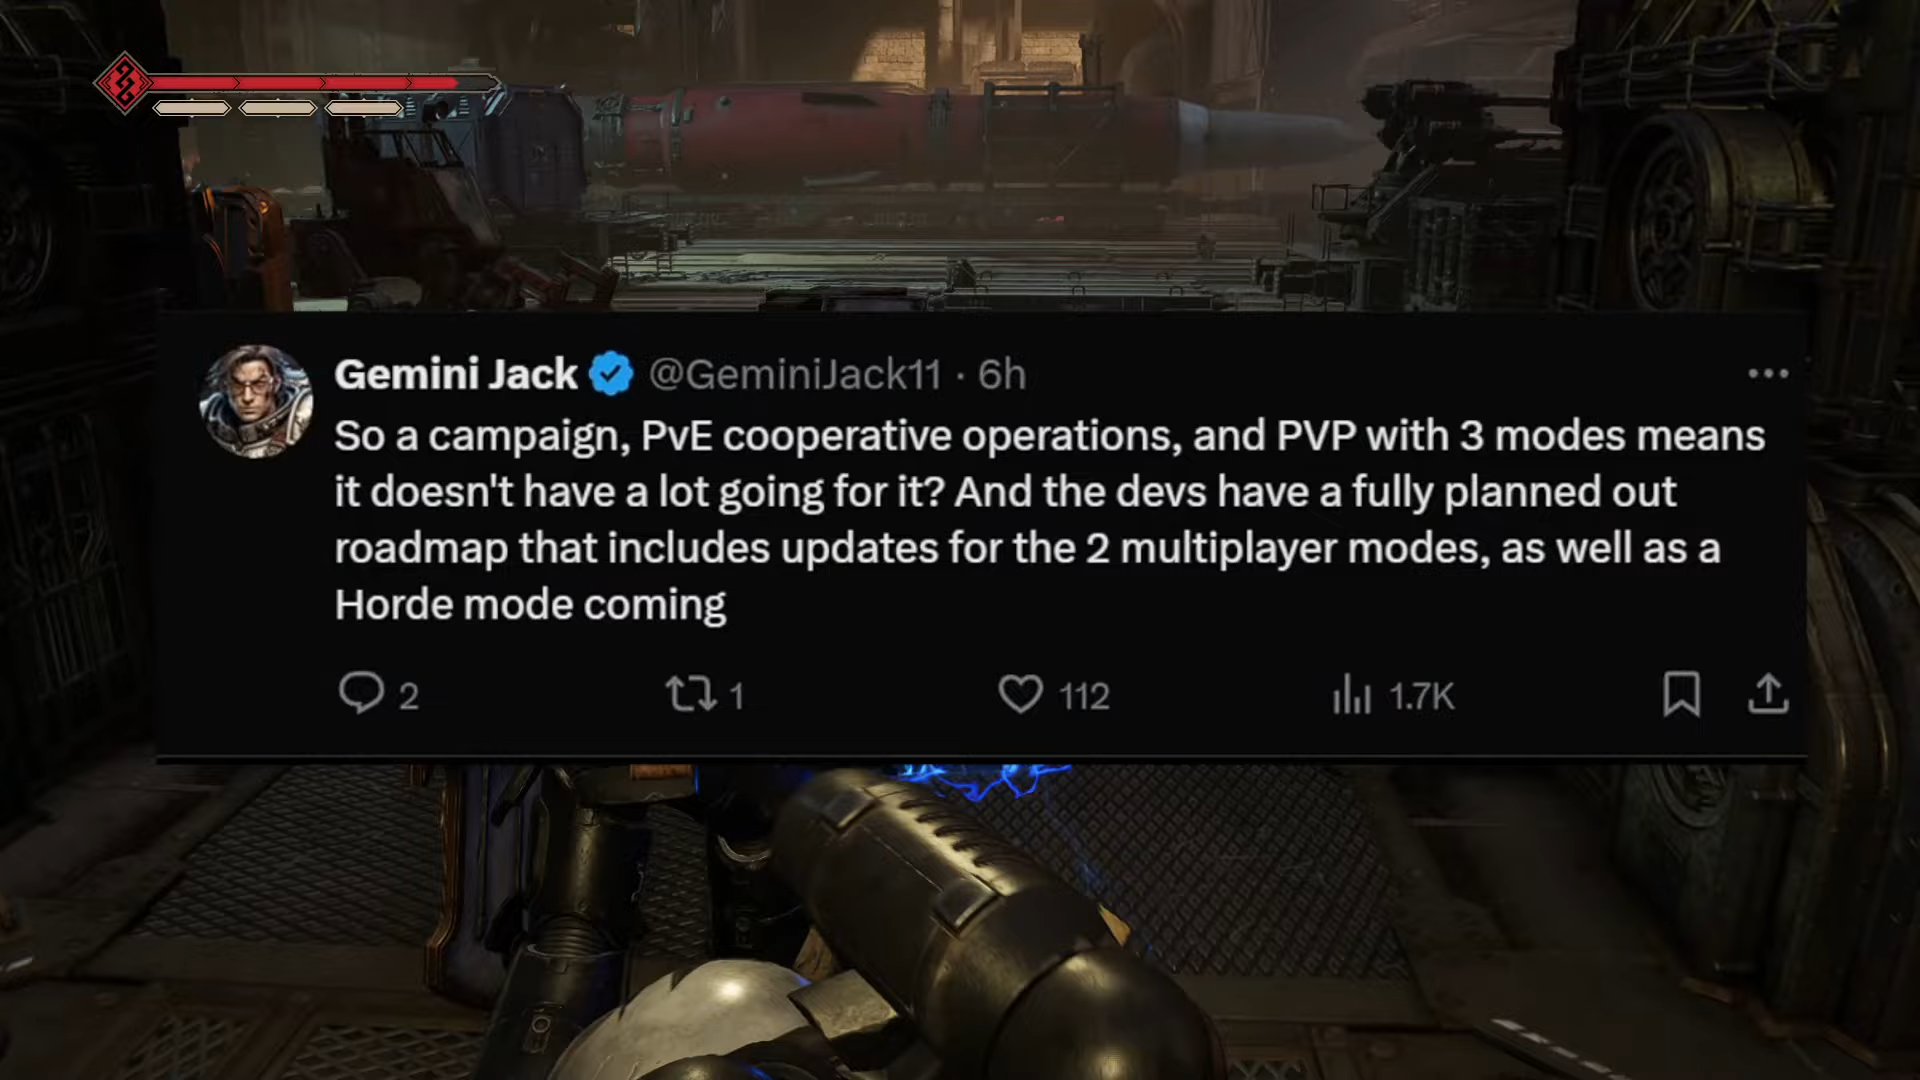 Gemini Jack @GeminiJack11 · 6h
So a campaign, PvE cooperative operations, and PVP with 3 modes means
it doesn't have a lot going for it? And the devs have a fully planned out
roadmap that includes updates for the 2 multiplayer modes, as well as a
Horde mode coming
2 1 112 1.7K